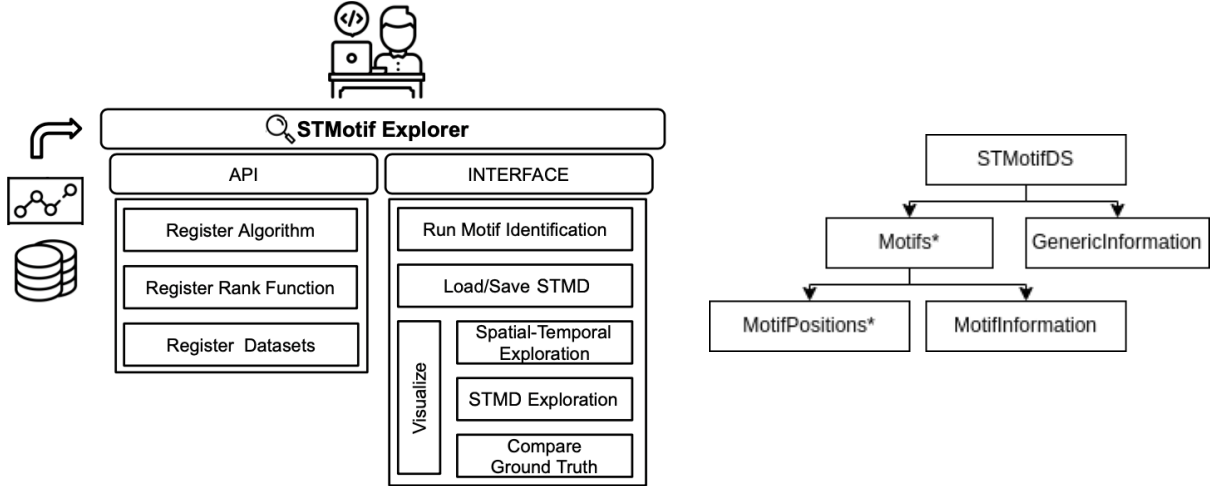 </>
STMotif Explorer
API
INTERFACE
Register Algorithm
Register Rank Function
Register Datasets
Run Motif Identification
Load/Save STMD
Visualize
Spatial-Temporal
Exploration
STMD Exploration
Compare
Ground Truth
STMotifDS
Motifs*
GenericInformation
MotifPositions*
MotifInformation